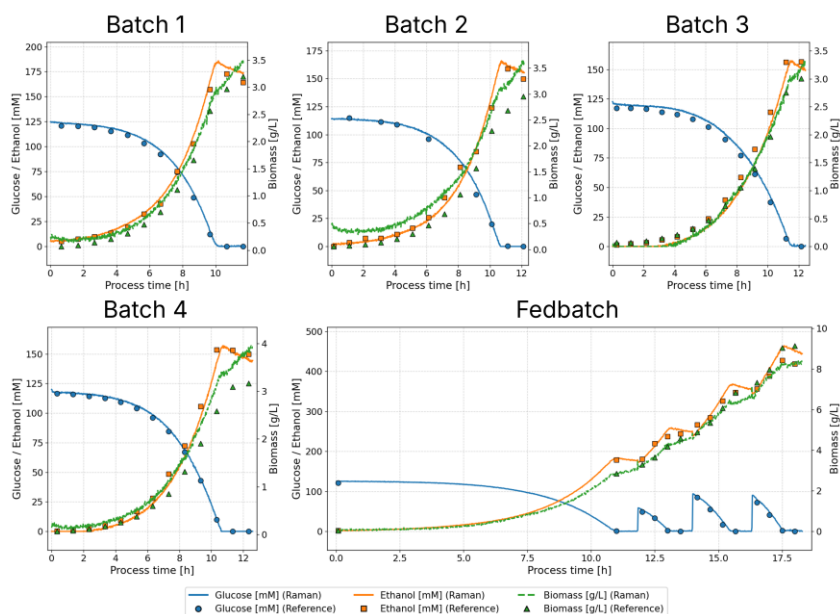 Batch 1
Batch 2
Batch 3
Glucose / Ethanol [mM]
200
175
150
125
100
75
50
25
0
0 2 4 6 8 10
Process time [h]
3.5
3.0
2.5
2.0
1.5
1.0
0.5
0.0
Biomass [g/L]
Glucose / Ethanol [mM]
175
150
125
100
75
50
25
0
0 2 4 6 8 10 12
Process time [h]
3.5
3.0
2.5
2.0
1.5
1.0
0.5
0.0
Biomass [g/L]
Glucose / Ethanol [mM]
150
125
100
75
50
25
0
0 2 4 6 8 10 12
Process time [h]
3.5
3.0
2.5
2.0
1.5
1.0
0.5
0.0
Biomass [g/L]
Batch 4
Fedbatch
Glucose / Ethanol [mM]
150
125
100
75
50
25
0
0 2 4 6 8 10 12
Process time [h]
4
3
2
1
0
Biomass [g/L]
Glucose / Ethanol [mM]
500
400
300
200
100
0
0.0 2.5 5.0 7.5 10.0 12.5 15.0 17.5
Process time [h]
10
8
6
4
2
0
Biomass [g/L]
Glucose [mM] (Raman) Ethanol [mM] (Raman) Biomass [g/L] (Raman)
Glucose [mM] (Reference) Ethanol [mM] (Reference) Biomass [g/L] (Reference)